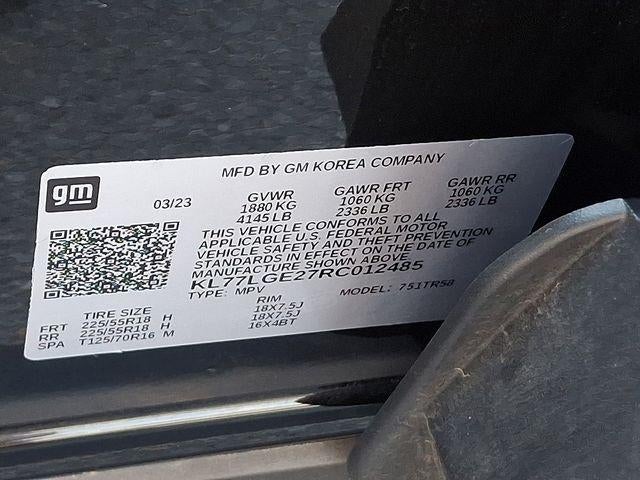 MFD BY GM KOREA COMPANY
gm
03/23
GVWR GAWR FRT GAWR RR
1880 KG 1060 KG 1060 KG
4145 LB 2336 LB 2336 LB
THIS VEHICLE CONFORMS TO ALL
APPLICABLE U.S. FEDERAL MOTOR
VEHICLE SAFETY AND THEFT PREVENTION
STANDARDS IN EFFECT ON THE DATE OF
MANUFACTURE SHOWN ABOVE.
KL77LGE27RC012485
TYPE: MPV MODEL: 751TR58
TIRE SIZE RIM
FRT 225/55R18 H 18X7.5J
RR 225/55R18 H 18X7.5J
SPA T125/70R16 M 16X4BT